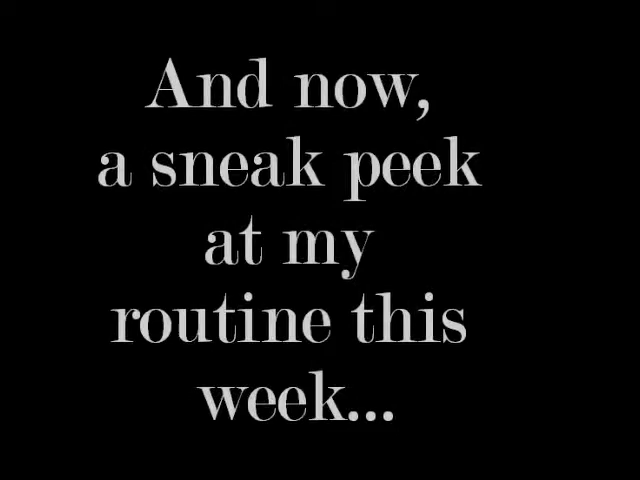 And now,
a sneak peek
at my
routine this
week...